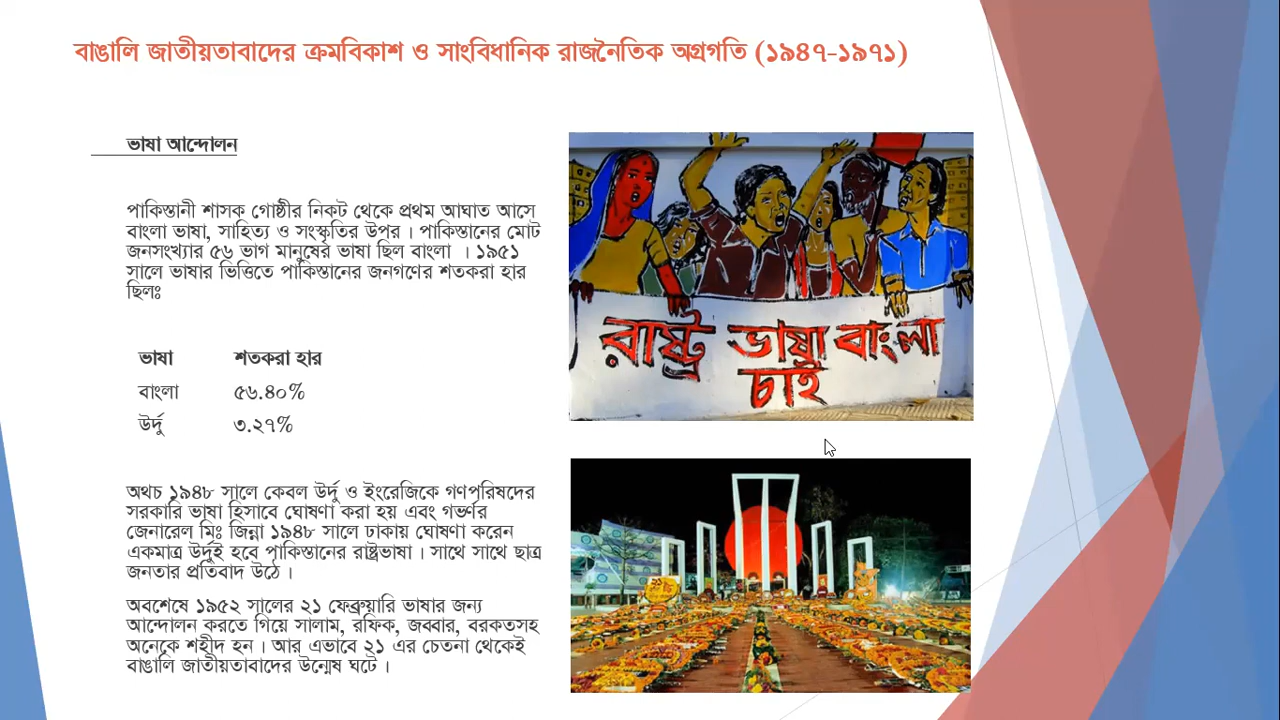 বাঙালি জাতীয়তাবাদের ক্রমবিকাশ ও সাংবিধানিক রাজনৈতিক অগ্রগতি (১৯৪৭-১৯৭১)
ভাষা আন্দোলন
পাকিস্তানী শাসক গোষ্ঠীর নিকট থেকে প্রথম আঘাত আসে
বাংলা ভাষা, সাহিত্য ও সংস্কৃতির উপর। পাকিস্তানের মোট
জনসংখ্যার ৫৬ ভাগ মানুষের ভাষা ছিল বাংলা । ১৯৫১
সালে ভাষার ভিত্তিতে পাকিস্তানের জনগণের শতকরা হার
ছিলঃ
ভাষা শতকরা হার
বাংলা ৫৬.৪০%
উর্দু ৩.২৭%
অথচ ১৯৪৮ সালে কেবল উর্দু ও ইংরেজিকে গণপরিষদের
সরকারি ভাষা হিসাবে ঘোষণা করা হয় এবং গভর্ণর
জেনারেল মিঃ জিন্না ১৯৪৮ সালে ঢাকায় ঘোষণা করেন
একমাত্র উর্দুই হবে পাকিস্তানের রাষ্ট্রভাষা। সাথে সাথে ছাত্র
জনতার প্রতিবাদ উঠে।
অবশেষে ১৯৫২ সালের ২১ ফেব্রুয়ারি ভাষার জন্য
আন্দোলন করতে গিয়ে সালাম, রফিক, জব্বার, বরকতসহ
অনেকে শহীদ হন। আর এভাবে ২১ এর চেতনা থেকেই
বাঙালি জাতীয়তাবাদের উন্মেষ ঘটে।
রাষ্ট্র ভাষা বাংলা
চাই